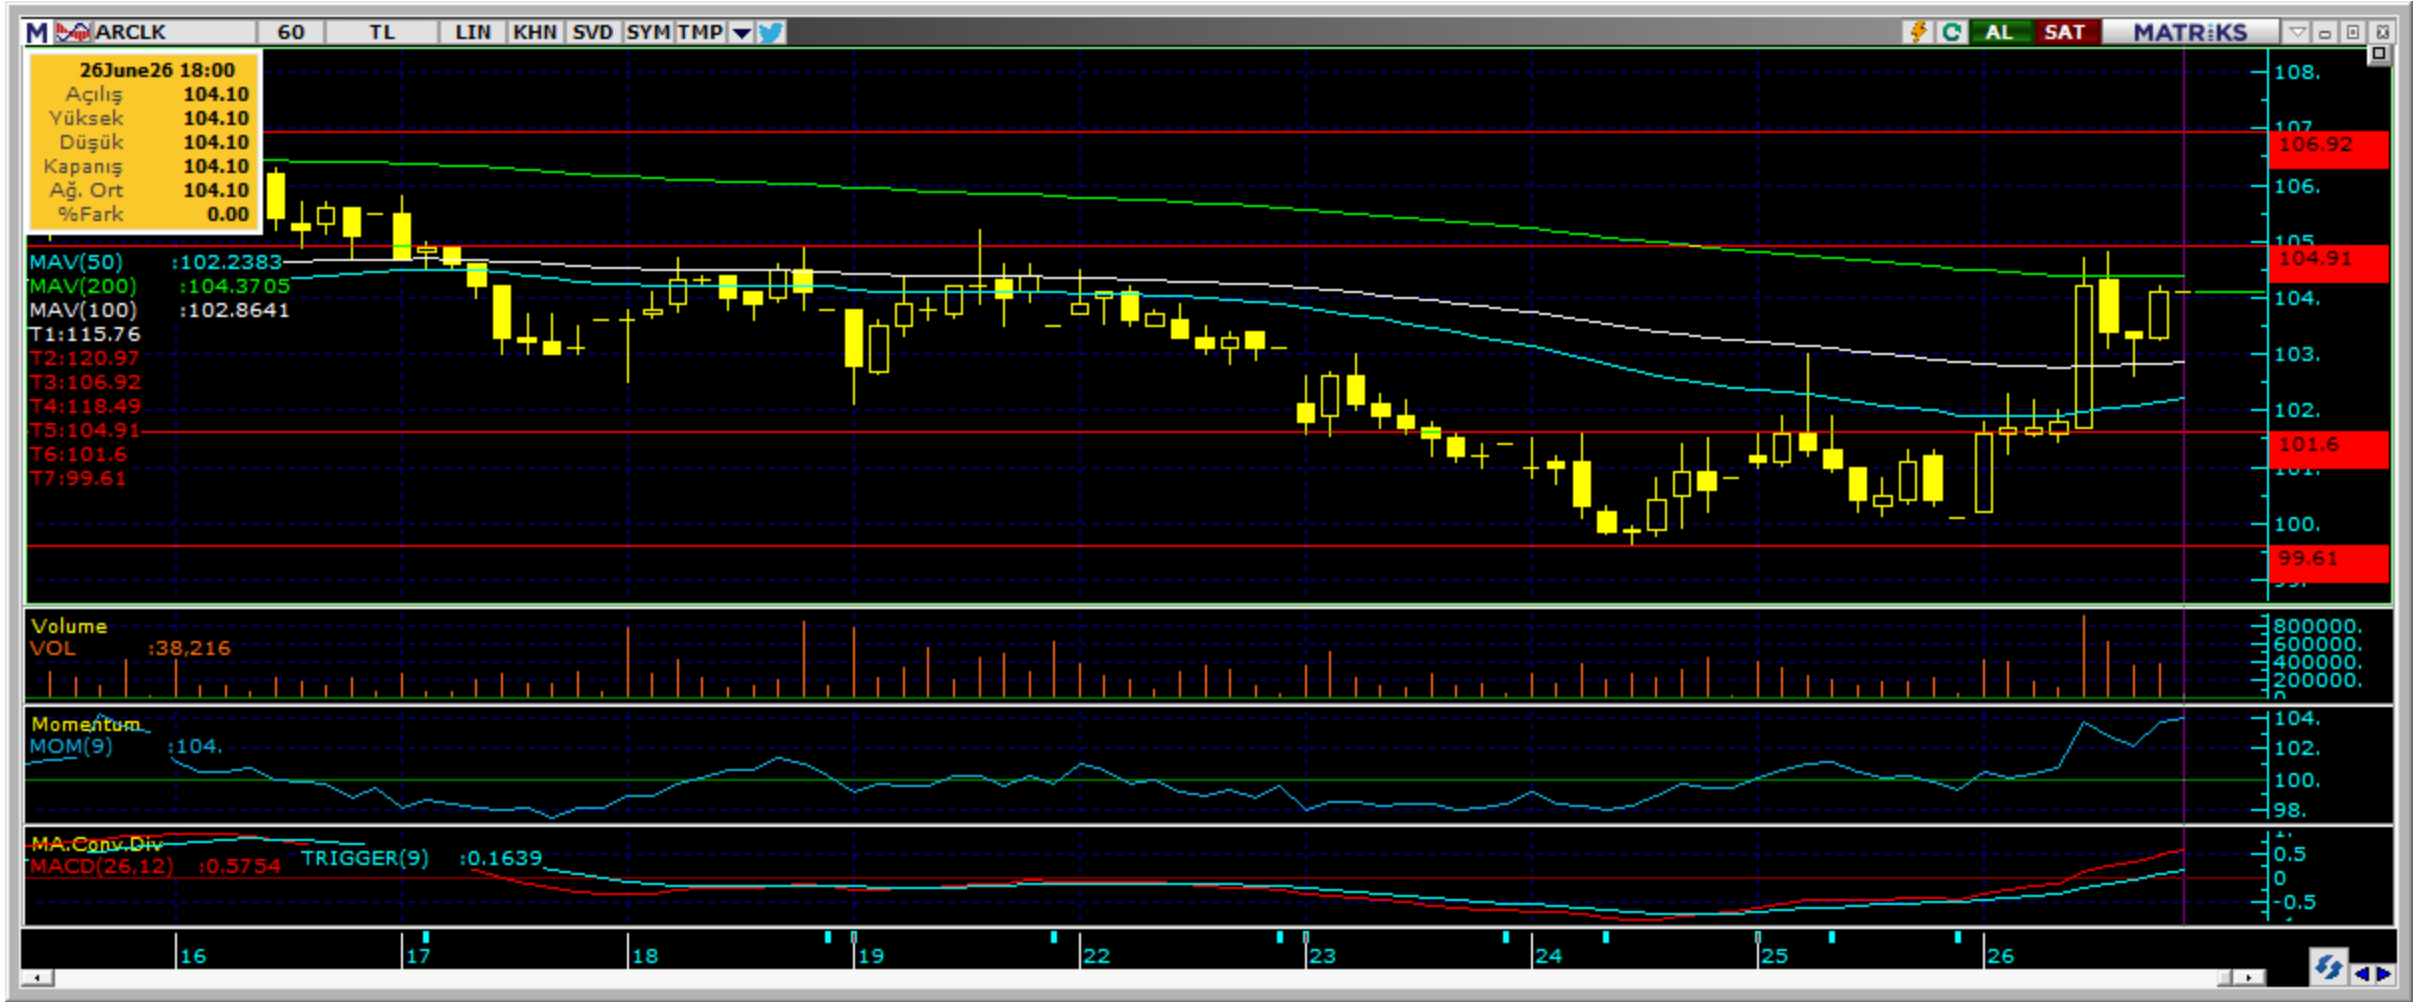 M ARCLK 60 TL LIN KHN SVD SYM TMP AL SAT MATRiKS
26June26 18:00
Açılış 104.10
Yüksek 104.10
Düşük 104.10
Kapanış 104.10
Ağ. Ort 104.10
%Fark 0.00
MAV(50) :102.2383
MAV(200) :104.3705
MAV(100) :102.8641
T1:115.76
T2:120.97
T3:106.92
T4:118.49
T5:104.91
T6:101.6
T7:99.61
108.
107.
106.92
106.
105.
104.91
104.
103.
102.
101.6
101.
100.
99.61
99.
Volume
VOL :38,216
800000.
600000.
400000.
200000.
0
Momentum
MOM(9) :104.
104.
102.
100.
98.
MA.Conv.Div
MACD(26,12) :0.5754 TRIGGER(9) :0.1639
1.
0.5
0
-0.5
16 17 18 19 22 23 24 25 26